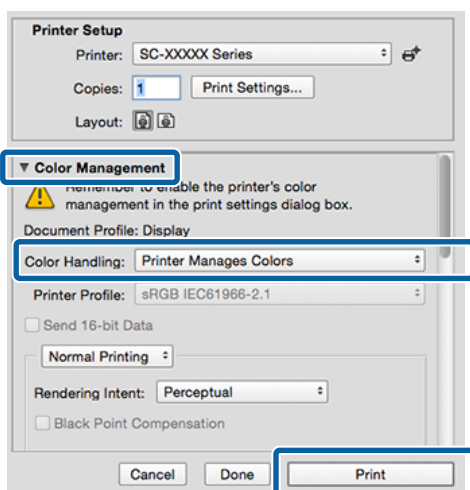 Printer Setup
Printer: SC-XXXXX Series
Copies: 1 Print Settings...
Layout:
▼ Color Management
Remember to enable the printer's color
management in the print settings dialog box.
Document Profile: Display
Color Handling: Printer Manages Colors
Printer Profile: sRGB IEC61966-2.1
Send 16-bit Data
Normal Printing
Rendering Intent: Perceptual
Black Point Compensation
Cancel Done Print